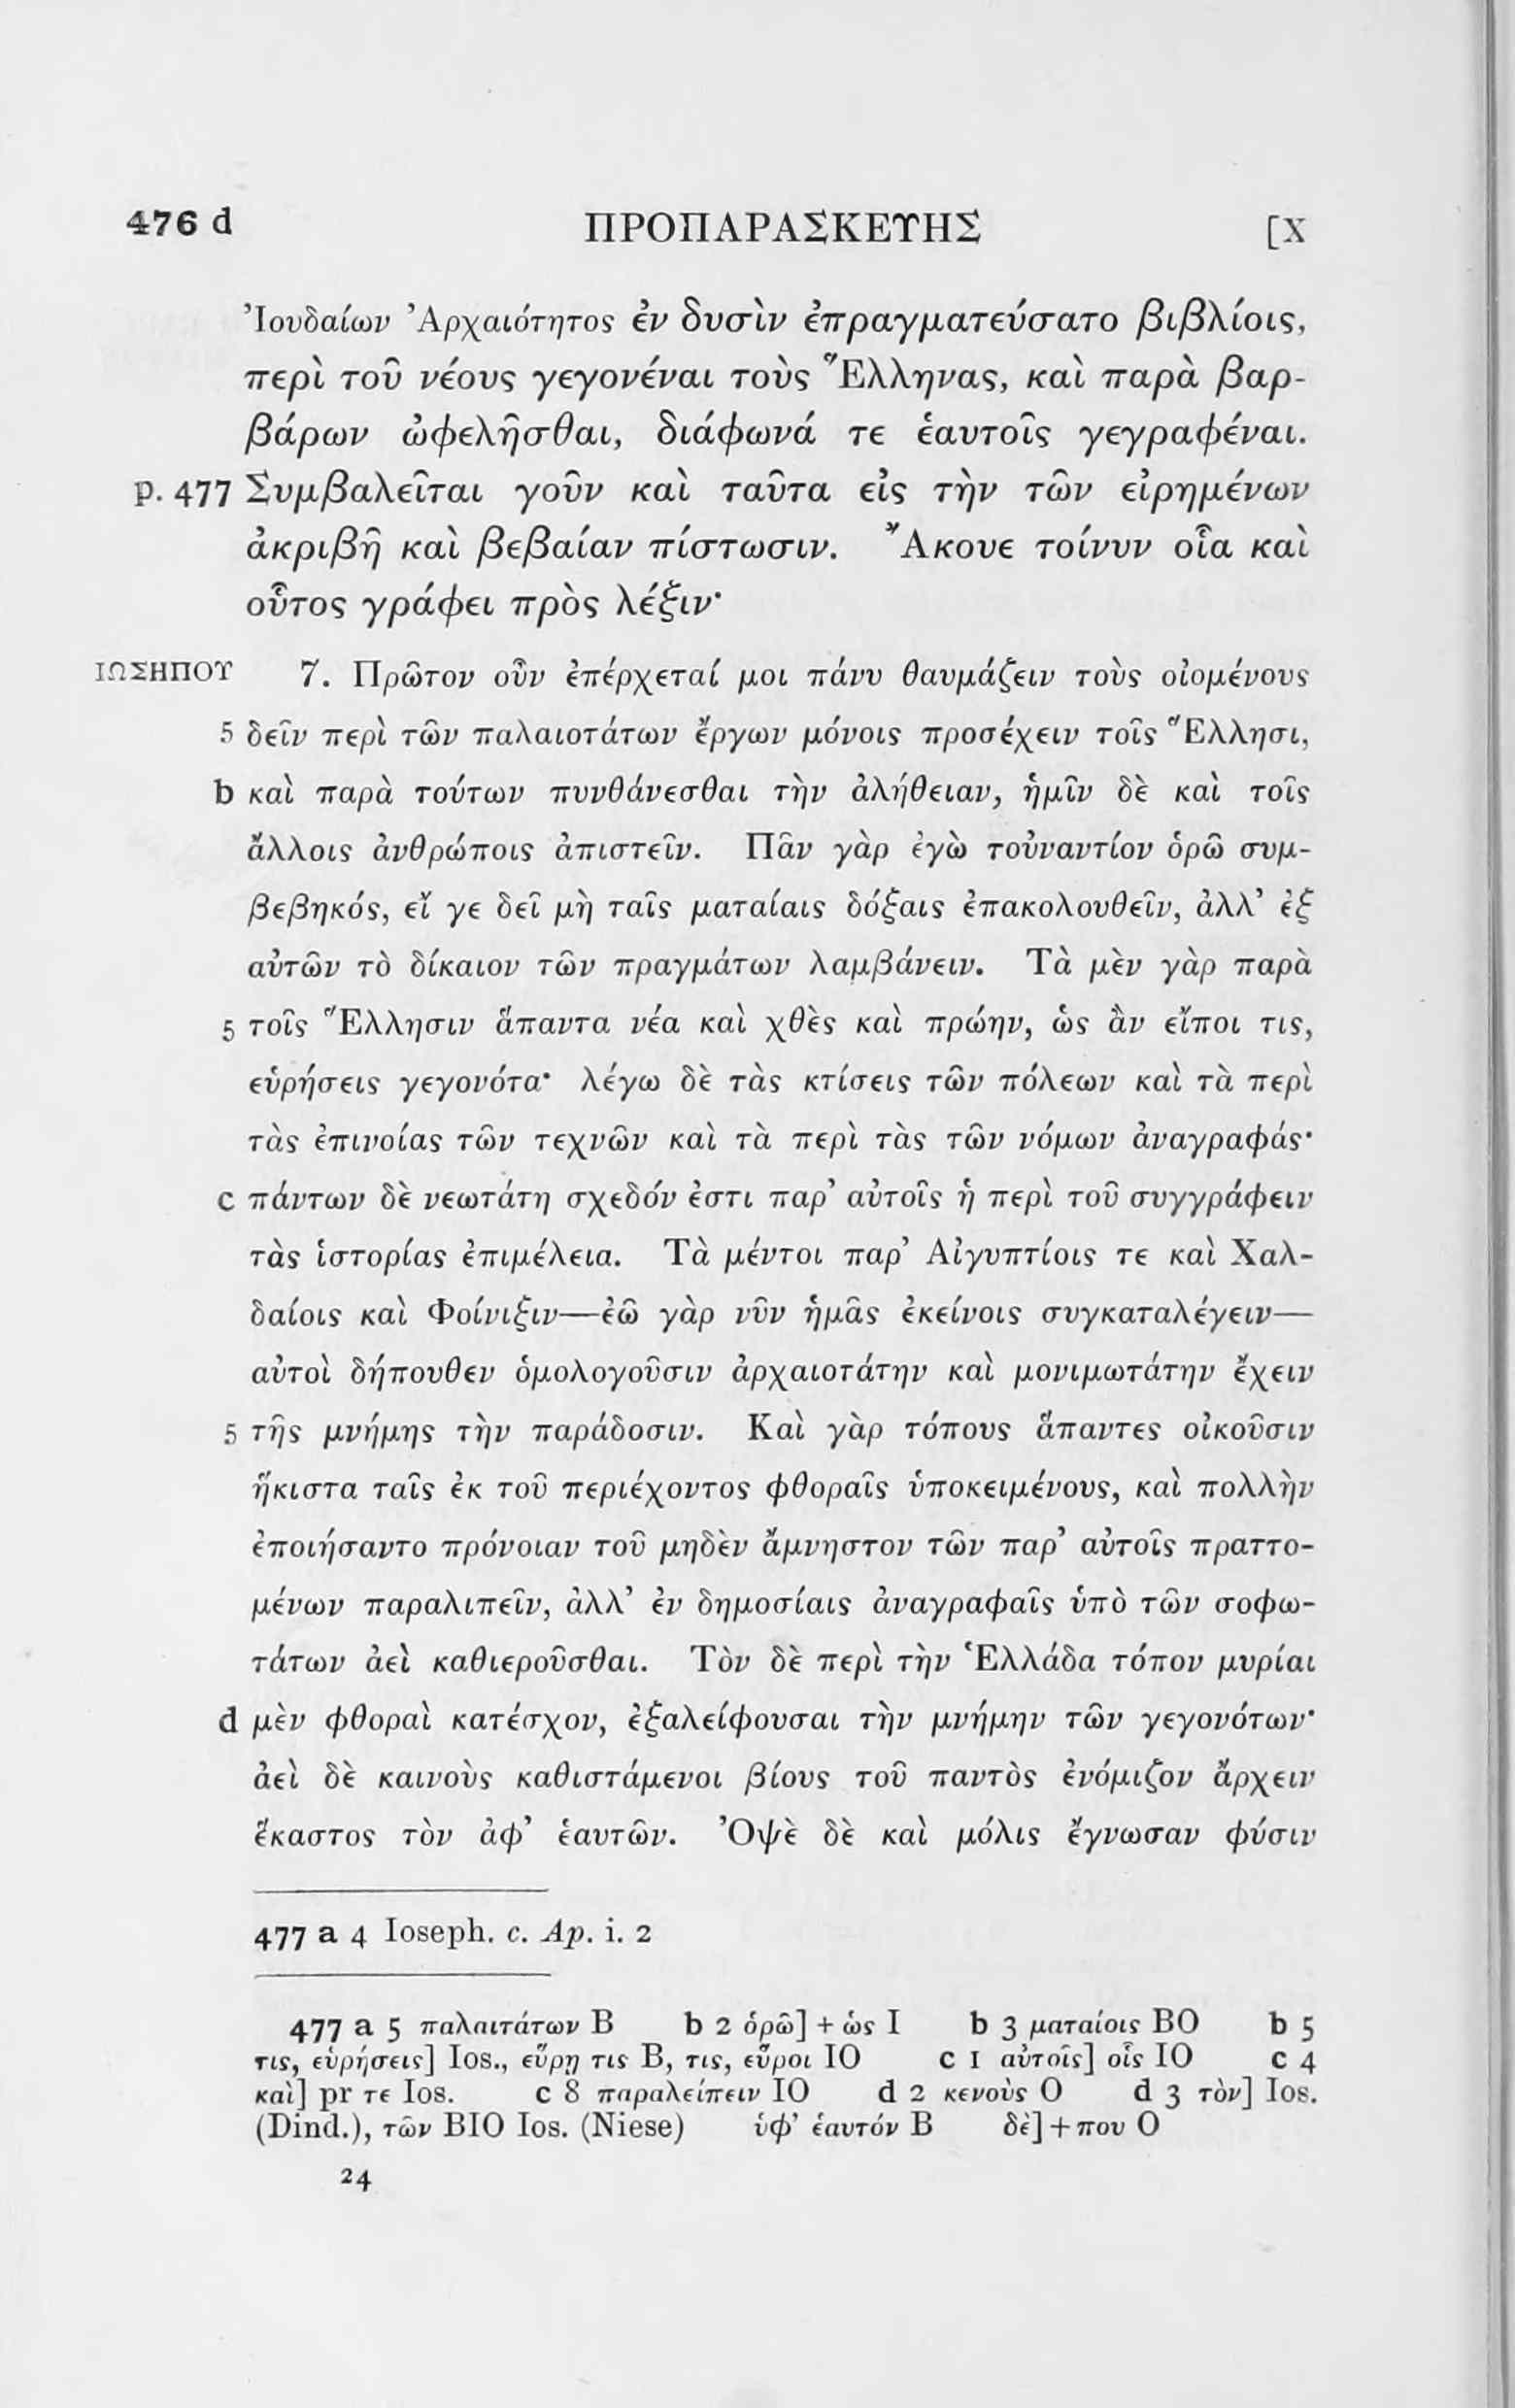 476 d ΠΡΟΠΑΡΑΣΚΕΥΗΣ [X
Ἰουδαίων Ἀρχαιότητος ἐν δυσὶν ἐπραγματεύσατο βιβλίοις,
περὶ τοῦ νέους γεγονέναι τοὺς Ἕλληνας, καὶ παρὰ βαρ-
βάρων ὠφελῆσθαι, διάφωνά τε ἑαυτοῖς γεγραφέναι.
p. 477 Συμβαλεῖται γοῦν καὶ ταῦτα εἰς τὴν τῶν εἰρημένων
ἀκριβῆ καὶ βεβαίαν πίστωσιν. Ἄκουε τοίνυν οἷα καὶ
οὗτος γράφει πρὸς λέξιν·
ΙΩΣΗΠΟΥ 7. Πρῶτον οὖν ἐπέρχεταί μοι πάνυ θαυμάζειν τοὺς οἰομένους
5 δεῖν περὶ τῶν παλαιοτάτων ἔργων μόνοις προσέχειν τοῖς Ἕλλησι,
b καὶ παρὰ τούτων πυνθάνεσθαι τὴν ἀλήθειαν, ἡμῖν δὲ καὶ τοῖς
ἄλλοις ἀνθρώποις ἀπιστεῖν. Πᾶν γὰρ ἐγὼ τοὐναντίον ὁρῶ συμ-
βεβηκός, εἴ γε δεῖ μὴ ταῖς ματαίαις δόξαις ἐπακολουθεῖν, ἀλλ’ ἐξ
αὐτῶν τὸ δίκαιον τῶν πραγμάτων λαμβάνειν. Τὰ μὲν γὰρ παρὰ
5 τοῖς Ἕλλησιν ἅπαντα νέα καὶ χθὲς καὶ πρώην, ὡς ἂν εἴποι τις,
εὑρήσεις γεγονότα· λέγω δὲ τὰς κτίσεις τῶν πόλεων καὶ τὰ περὶ
τὰς ἐπινοίας τῶν τεχνῶν καὶ τὰ περὶ τὰς τῶν νόμων ἀναγραφάς·
c πάντων δὲ νεωτάτη σχεδόν ἐστι παρ’ αὐτοῖς ἡ περὶ τοῦ συγγράφειν
τὰς ἱστορίας ἐπιμέλεια. Τὰ μέντοι παρ’ Αἰγυπτίοις τε καὶ Χαλ-
δαίοις καὶ Φοίνιξιν—ἐῶ γὰρ νῦν ἡμᾶς ἐκείνοις συγκαταλέγειν—
αὐτοὶ δήπουθεν ὁμολογοῦσιν ἀρχαιοτάτην καὶ μονιμωτάτην ἔχειν
5 τῆς μνήμης τὴν παράδοσιν. Καὶ γὰρ τόπους ἅπαντες οἰκοῦσιν
ἥκιστα ταῖς ἐκ τοῦ περιέχοντος φθοραῖς ὑποκειμένους, καὶ πολλὴν
ἐποιήσαντο πρόνοιαν τοῦ μηδὲν ἄμνηστον τῶν παρ’ αὐτοῖς πραττο-
μένων παραλιπεῖν, ἀλλ’ ἐν δημοσίαις ἀναγραφαῖς ὑπὸ τῶν σοφω-
τάτων ἀεὶ καθιεροῦσθαι. Τὸν δὲ περὶ τὴν Ἑλλάδα τόπον μυρίαι
d μὲν φθοραὶ κατέσχον, ἐξαλείφουσαι τὴν μνήμην τῶν γεγονότων·
ἀεὶ δὲ καινοὺς καθιστάμενοι βίους τοῦ παντὸς ἐνόμιζον ἄρχειν
ἕκαστος τὸν ἀφ’ ἑαυτῶν. Ὀψὲ δὲ καὶ μόλις ἔγνωσαν φύσιν
477 a 4 Ioseph. c. Ap. i. 2
477 a 5 παλαιτάτων B b 2 ὁρῶ] + ὡς I b 3 ματαίοις BO b 5
τις, εὑρήσεις] Ios., εὕρῃ τις B, τις, εὗροι IO c 1 αὐτοῖς] οἷς IO c 4
καὶ] pr τε Ios. c 8 παραλείπειν IO d 2 κενοὺς O d 3 τὸν] Ios.
(Dind.), τῶν BIO Ios. (Niese) ὑφ’ ἑαυτόν B δὲ] + που O
24